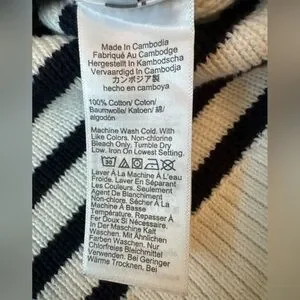 Made In Cambodia
Fabriqué Au Cambodge
Hergestellt In Kambodscha
Vervaardigd In Cambodja
カンボジア製
hecho en camboya
100% Cotton/ Coton/
Baumwolle/ Katoen/ 綿/
algodón
Machine Wash Cold. With
Like Colors. Non-chlorine
Bleach Only. Tumble Dry
Low. Iron On Lowest Setting.
30
Laver À La Machine À L'eau
Froide. Laver En Séparant
Les Couleurs. Seulement
Agent De Blanchiment
Non-chlore. Sécher À La
Machine À Basse
Température. Repasser À
Fer Doux Si Nécessaire.
In Der Maschine Kalt
Waschen. Mit Ähnlichen
Farben Waschen. Nur
Chlorfreies Bleichmittel
Verwenden. Bei Geringer
Wärme Trocknen. Bei